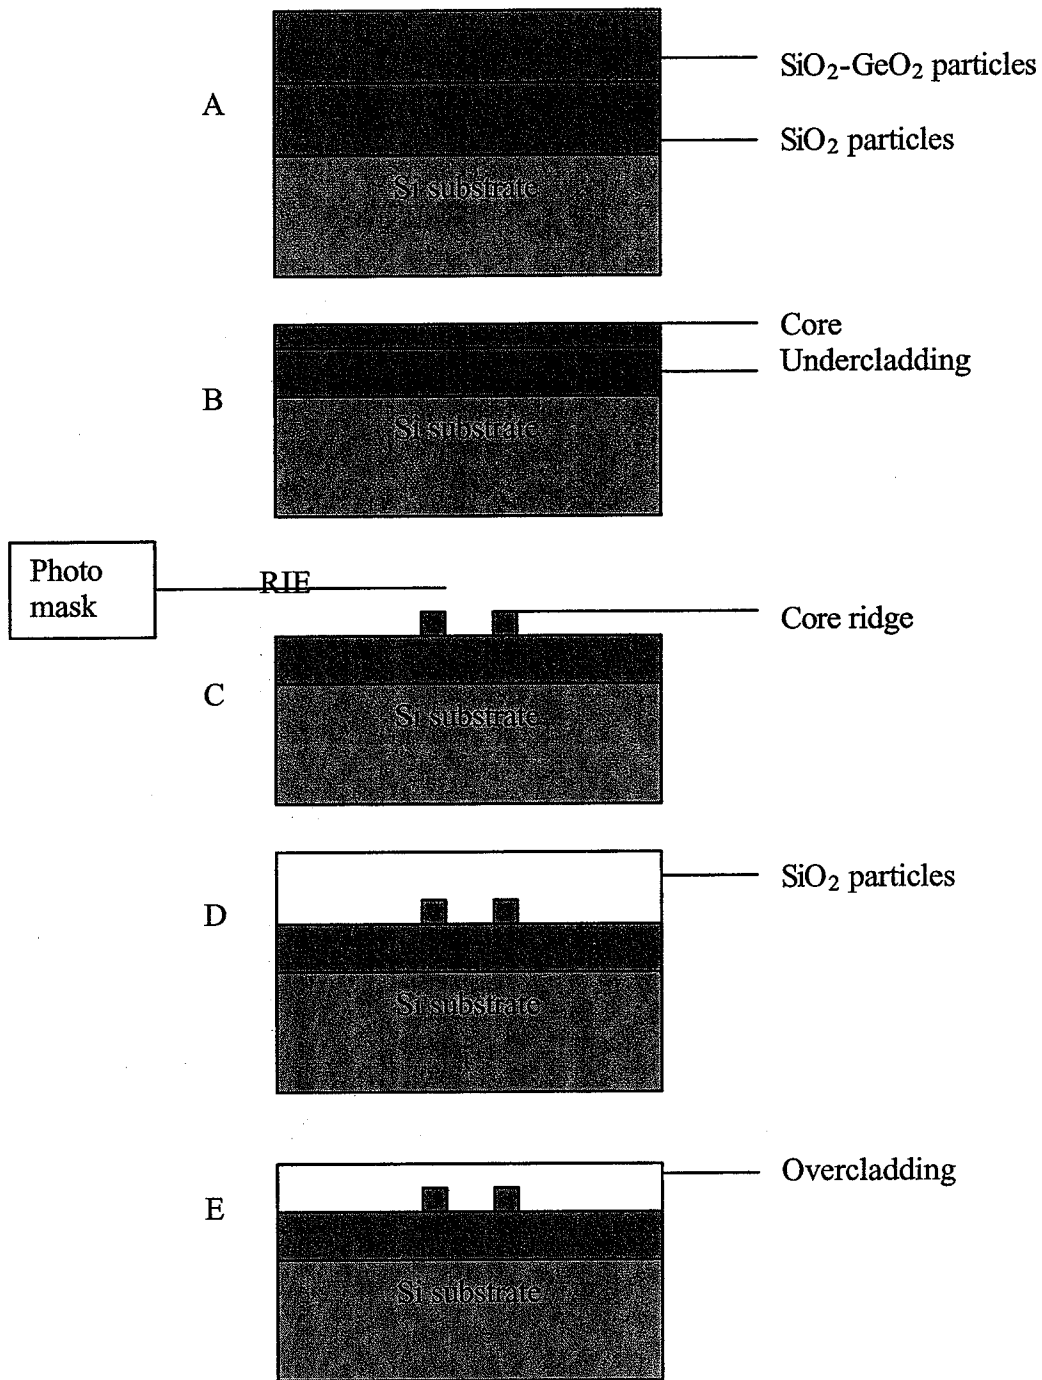 SiO₂-GeO₂ particles
A
SiO₂ particles
Si substrate
Core
Undercladding
B
Si substrate
Photo
mask
RIE
Core ridge
C
Si substrate
SiO₂ particles
D
Si substrate
Overcladding
E
Si substrate